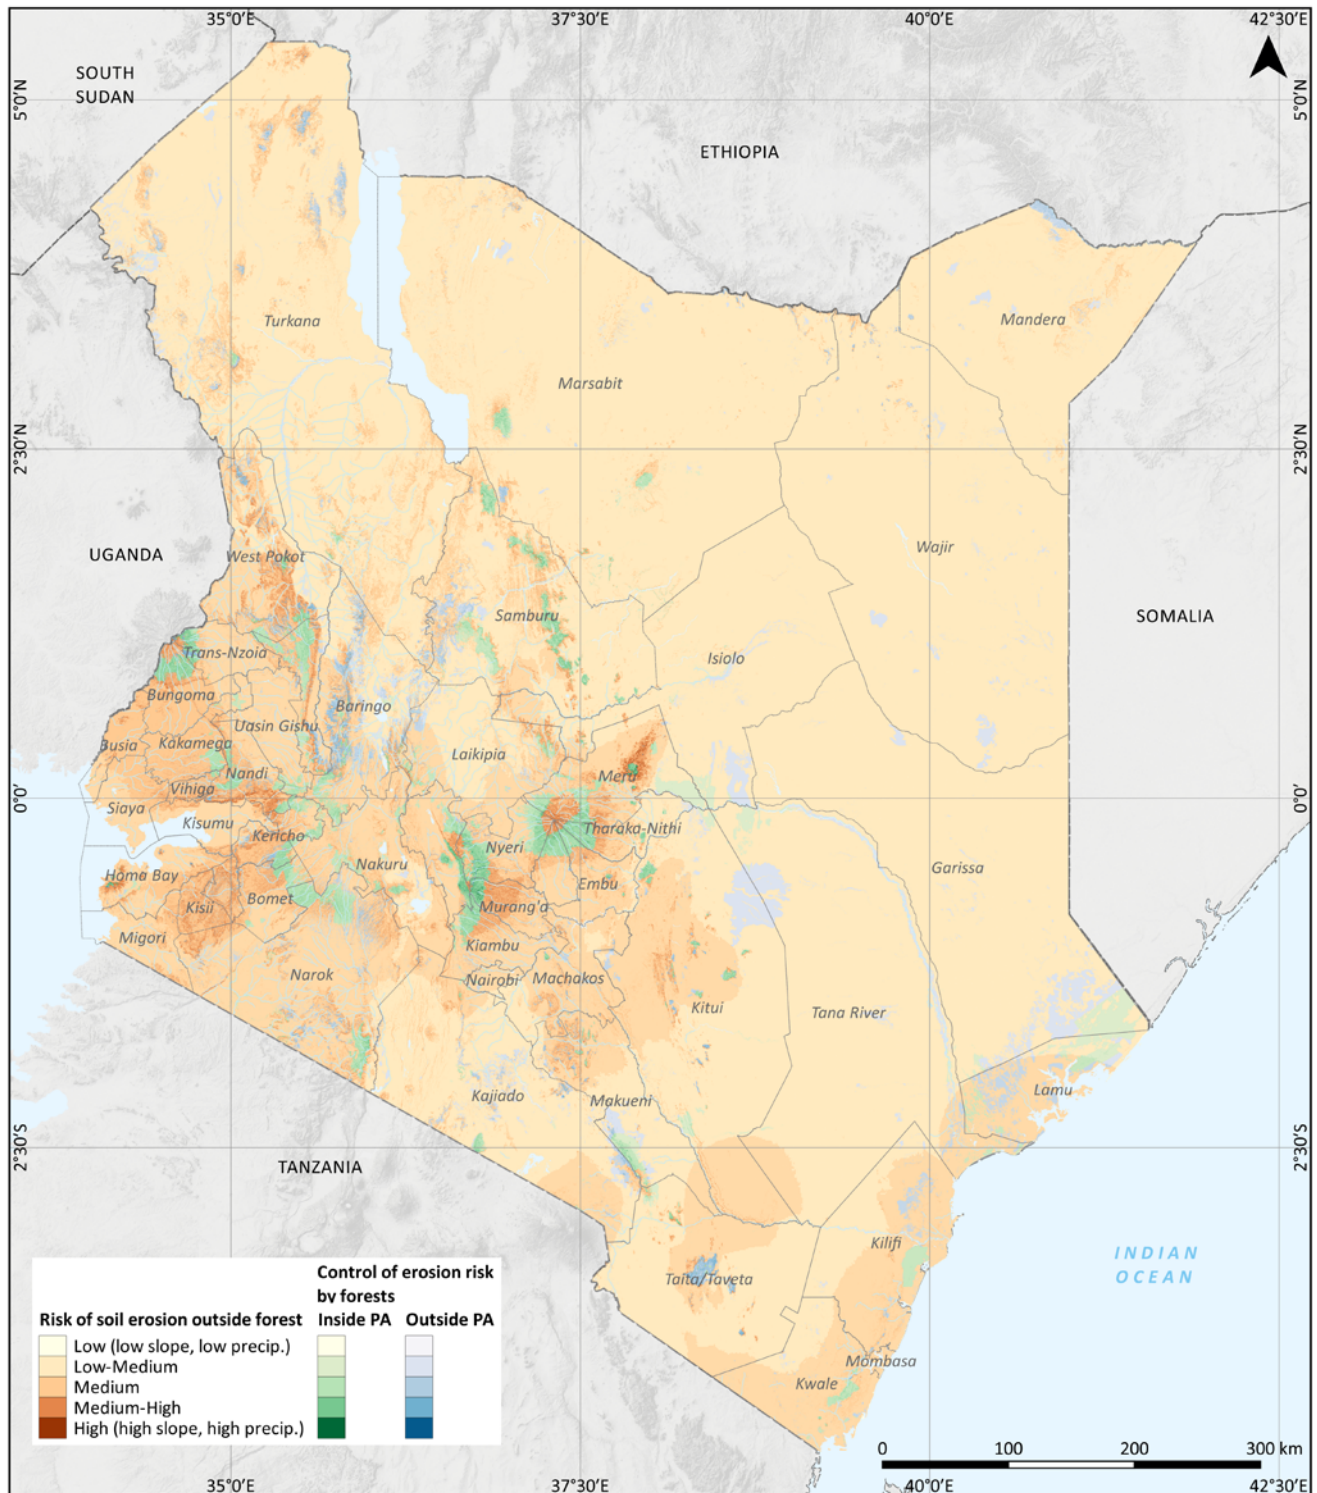 35°0'E
37°30'E
40°0'E
42°30'E
SOUTH
SUDAN
5°0'N
5°0'N
ETHIOPIA
Turkana
Mandera
Marsabit
2°30'N
2°30'N
UGANDA
West Pokot
Wajir
Samburu
SOMALIA
Trans-Nzoia
Isiolo
Bungoma
Baringo
Uasin Gishu
Busia
Kakamega
Laikipia
Nandi
Meru
Vihiga
0°0'
0°0'
Siaya
Kisumu
Tharaka-Nithi
Kericho
Nyeri
Nakuru
Garissa
Homa Bay
Embu
Bomet
Kisii
Murang'a
Migori
Kiambu
Narok
Nairobi
Machakos
Kitui
Tana River
Kajiado
Makueni
Lamu
2°30'S
2°30'S
TANZANIA
Kilifi
INDIAN
OCEAN
Taita/Taveta
Mombasa
Kwale
Control of erosion risk
by forests
Risk of soil erosion outside forest
Inside PA
Outside PA
Low (low slope, low precip.)
Low-Medium
Medium
Medium-High
High (high slope, high precip.)
0
100
200
300 km
35°0'E
37°30'E
40°0'E
42°30'E